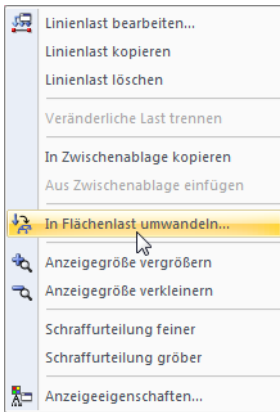 Linienlast bearbeiten...
Linienlast kopieren
Linienlast löschen
Veränderliche Last trennen
In Zwischenablage kopieren
Aus Zwischenablage einfügen
In Flächenlast umwandeln...
Anzeigegröße vergrößern
Anzeigegröße verkleinern
Schraffurteilung feiner
Schraffurteilung gröber
Anzeigeeigenschaften...